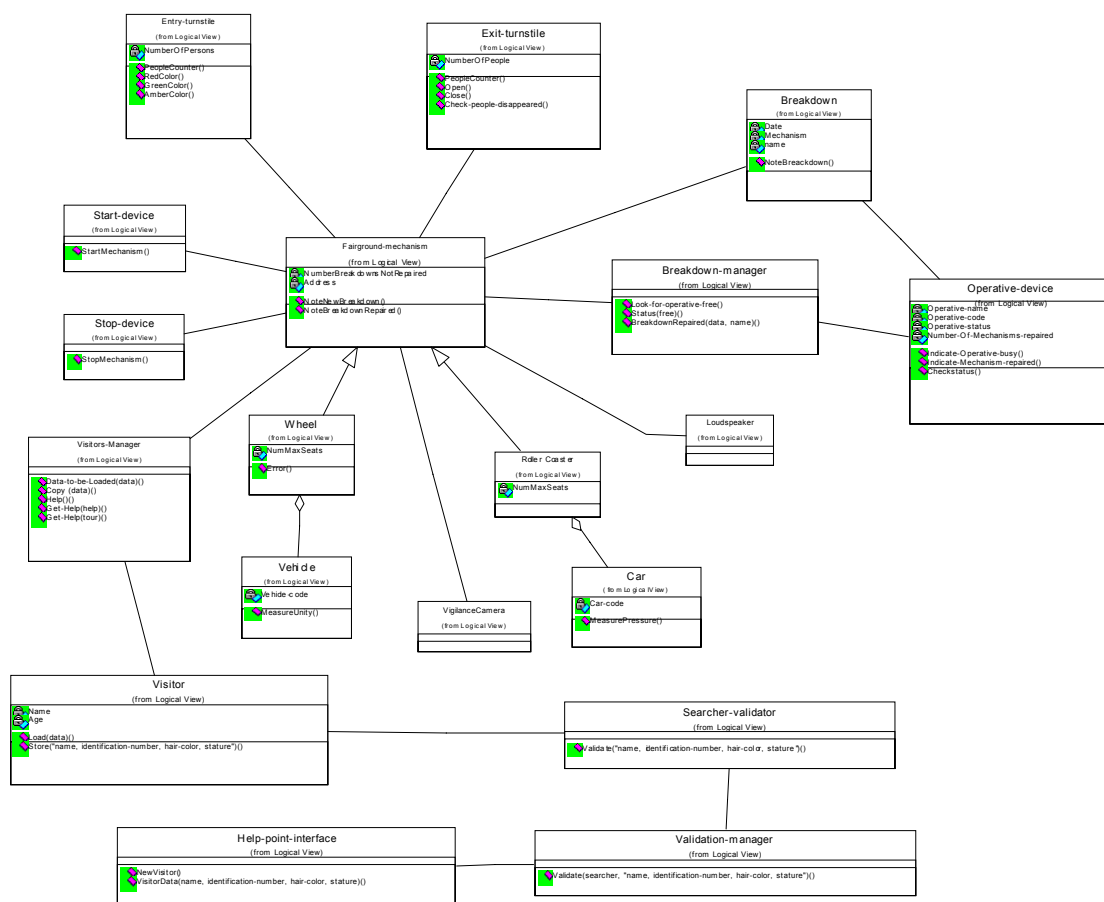 Entry-turnstile
(from Logical View)
NumberOfPersons
PeopleCounter()
RedColor()
GreenColor()
AmberColor()
Exit-turnstile
(from Logical View)
NumberOfPeople
PeopleCounter()
Open()
Close()
Check-people-disappeared()
Breakdown
(from Logical View)
Date
Mechanism
name
NoteBreackdown()
Start-device
(from Logical View)
StartMechanism()
Fairground-mechanism
(from Logical View)
NumberBreakdownsNotRepaired
Address
NoteNewBreakdown()
NoteBreakdownRepaired()
Breakdown-manager
(from Logical View)
Look-for-operative-free()
Status(free)()
BreakdownRepaired(data, name)()
Operative-device
(from Logical View)
Operative-name
Operative-code
Operative-status
Number-Of-Mechanisms-repaired
Indicate-Operative-busy()
Indicate-Mechanism-repaired()
Checkstatus()
Stop-device
(from Logical View)
StopMechanism()
Visitors-Manager
(from Logical View)
Data-to-be-Loaded(data)()
Copy (data)()
Help()()
Get-Help(help)()
Get-Help(tour)()
Wheel
(from Logical View)
NumMaxSeats
Error()
Roller Coaster
(from Logical View)
NumMaxSeats
Loudspeaker
(from Logical View)
Vehicle
(from Logical View)
Vehide-code
MeasureUnity()
VigilanceCamera
(from Logical View)
Car
(from LogicalView)
Car-code
MeasurePressure()
Visitor
(from Logical View)
Name
Age
Load(data)()
Store("name, identification-number, hair-color, stature")()
Searcher-validator
(from Logical View)
Validate("name, identification-number, hair-color, stature")()
Help-point-interface
(from Logical View)
NewVisitor()
VisitorData(name, identification-number, hair-color, stature)()
Validation-manager
(from Logical View)
Validate(searcher, "name, identification-number, hair-color, stature")()